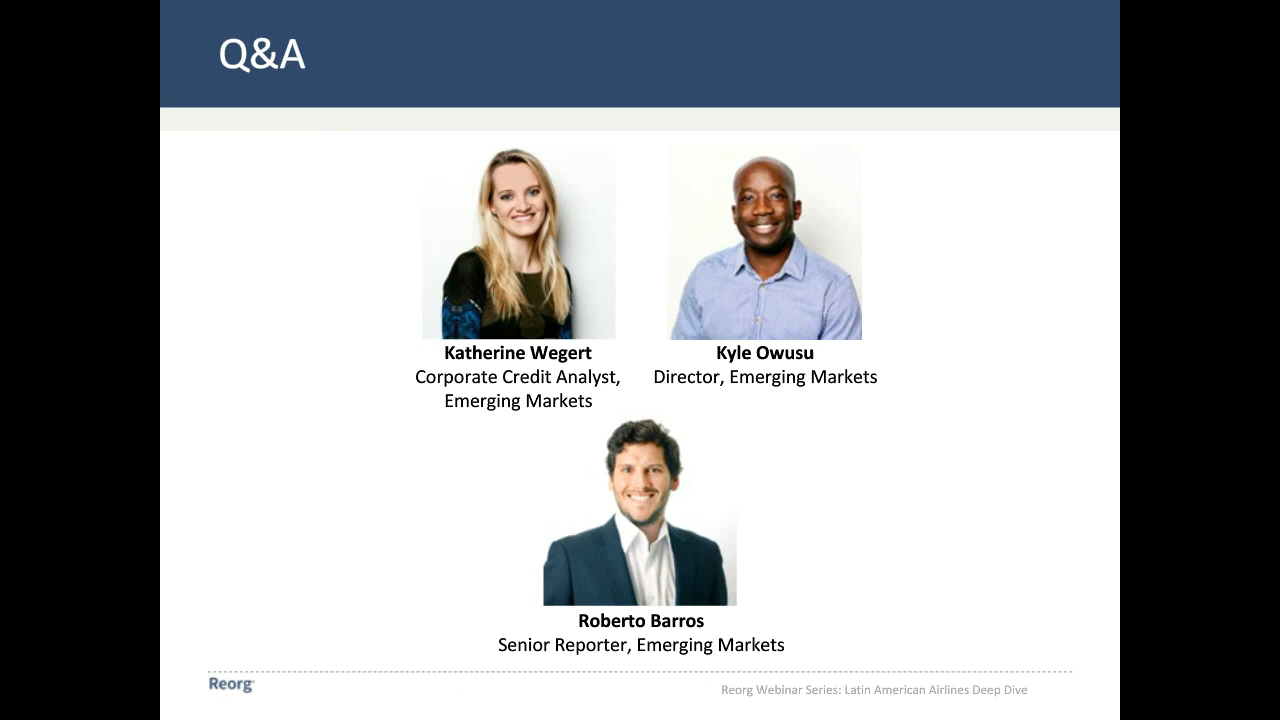 Q&A
Katherine Wegert
Corporate Credit Analyst,
Emerging Markets
Kyle Owusu
Director, Emerging Markets
Roberto Barros
Senior Reporter, Emerging Markets
Reorg
Reorg Webinar Series: Latin American Airlines Deep Dive